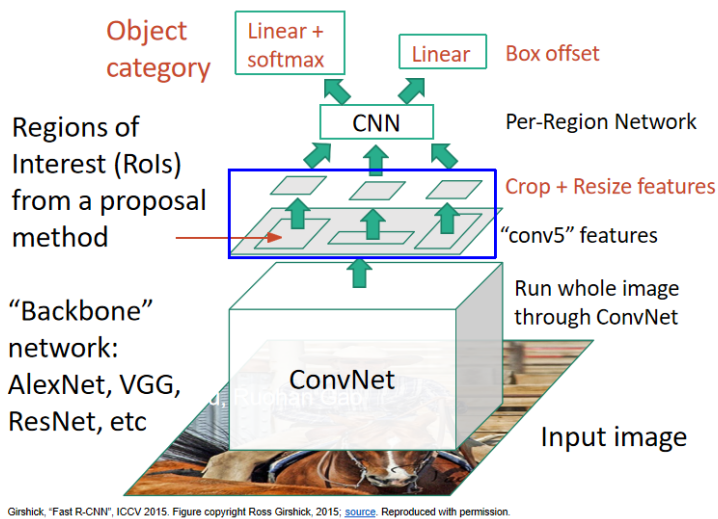 Object
category
Linear +
softmax
Linear
Box offset
CNN
Per-Region Network
Regions of
Interest (RoIs)
from a proposal
method
Crop + Resize features
“conv5” features
“Backbone”
network:
AlexNet, VGG,
ResNet, etc
Run whole image
through ConvNet
ConvNet
Ruohan Gao
Input image
Girshick, “Fast R-CNN”, ICCV 2015. Figure copyright Ross Girshick, 2015; source. Reproduced with permission.